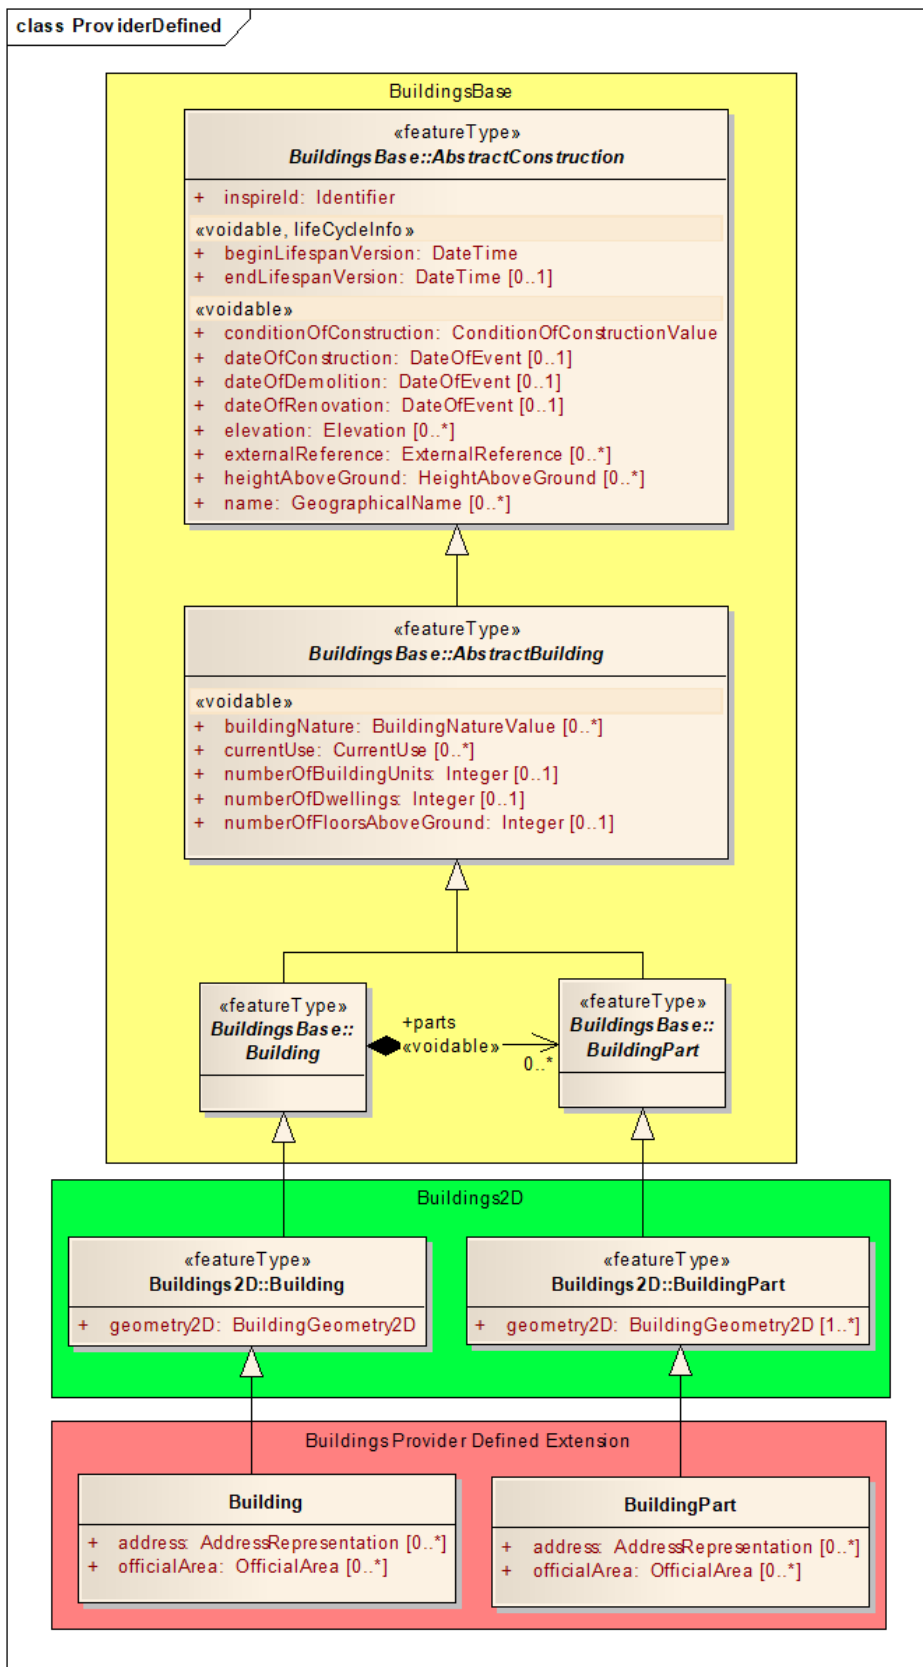 class ProviderDefined
BuildingsBase
«featureType»
BuildingsBase::AbstractConstruction
+ inspireId: Identifier
«voidable, lifeCycleInfo»
+ beginLifespanVersion: DateTime
+ endLifespanVersion: DateTime [0..1]
«voidable»
+ conditionOfConstruction: ConditionOfConstructionValue
+ dateOfConstruction: DateOfEvent [0..1]
+ dateOfDemolition: DateOfEvent [0..1]
+ dateOfRenovation: DateOfEvent [0..1]
+ elevation: Elevation [0..*]
+ externalReference: ExternalReference [0..*]
+ heightAboveGround: HeightAboveGround [0..*]
+ name: GeographicalName [0..*]
«featureType»
BuildingsBase::AbstractBuilding
«voidable»
+ buildingNature: BuildingNatureValue [0..*]
+ currentUse: CurrentUse [0..*]
+ numberOfBuildingUnits: Integer [0..1]
+ numberOfDwellings: Integer [0..1]
+ numberOfFloorsAboveGround: Integer [0..1]
«featureType»
BuildingsBase::
Building
+parts
«voidable»
0..*
«featureType»
BuildingsBase::
BuildingPart
Buildings2D
«featureType»
Buildings2D::Building
+ geometry2D: BuildingGeometry2D
«featureType»
Buildings2D::BuildingPart
+ geometry2D: BuildingGeometry2D [1..*]
Buildings Provider Defined Extension
Building
+ address: AddressRepresentation [0..*]
+ officialArea: OfficialArea [0..*]
BuildingPart
+ address: AddressRepresentation [0..*]
+ officialArea: OfficialArea [0..*]